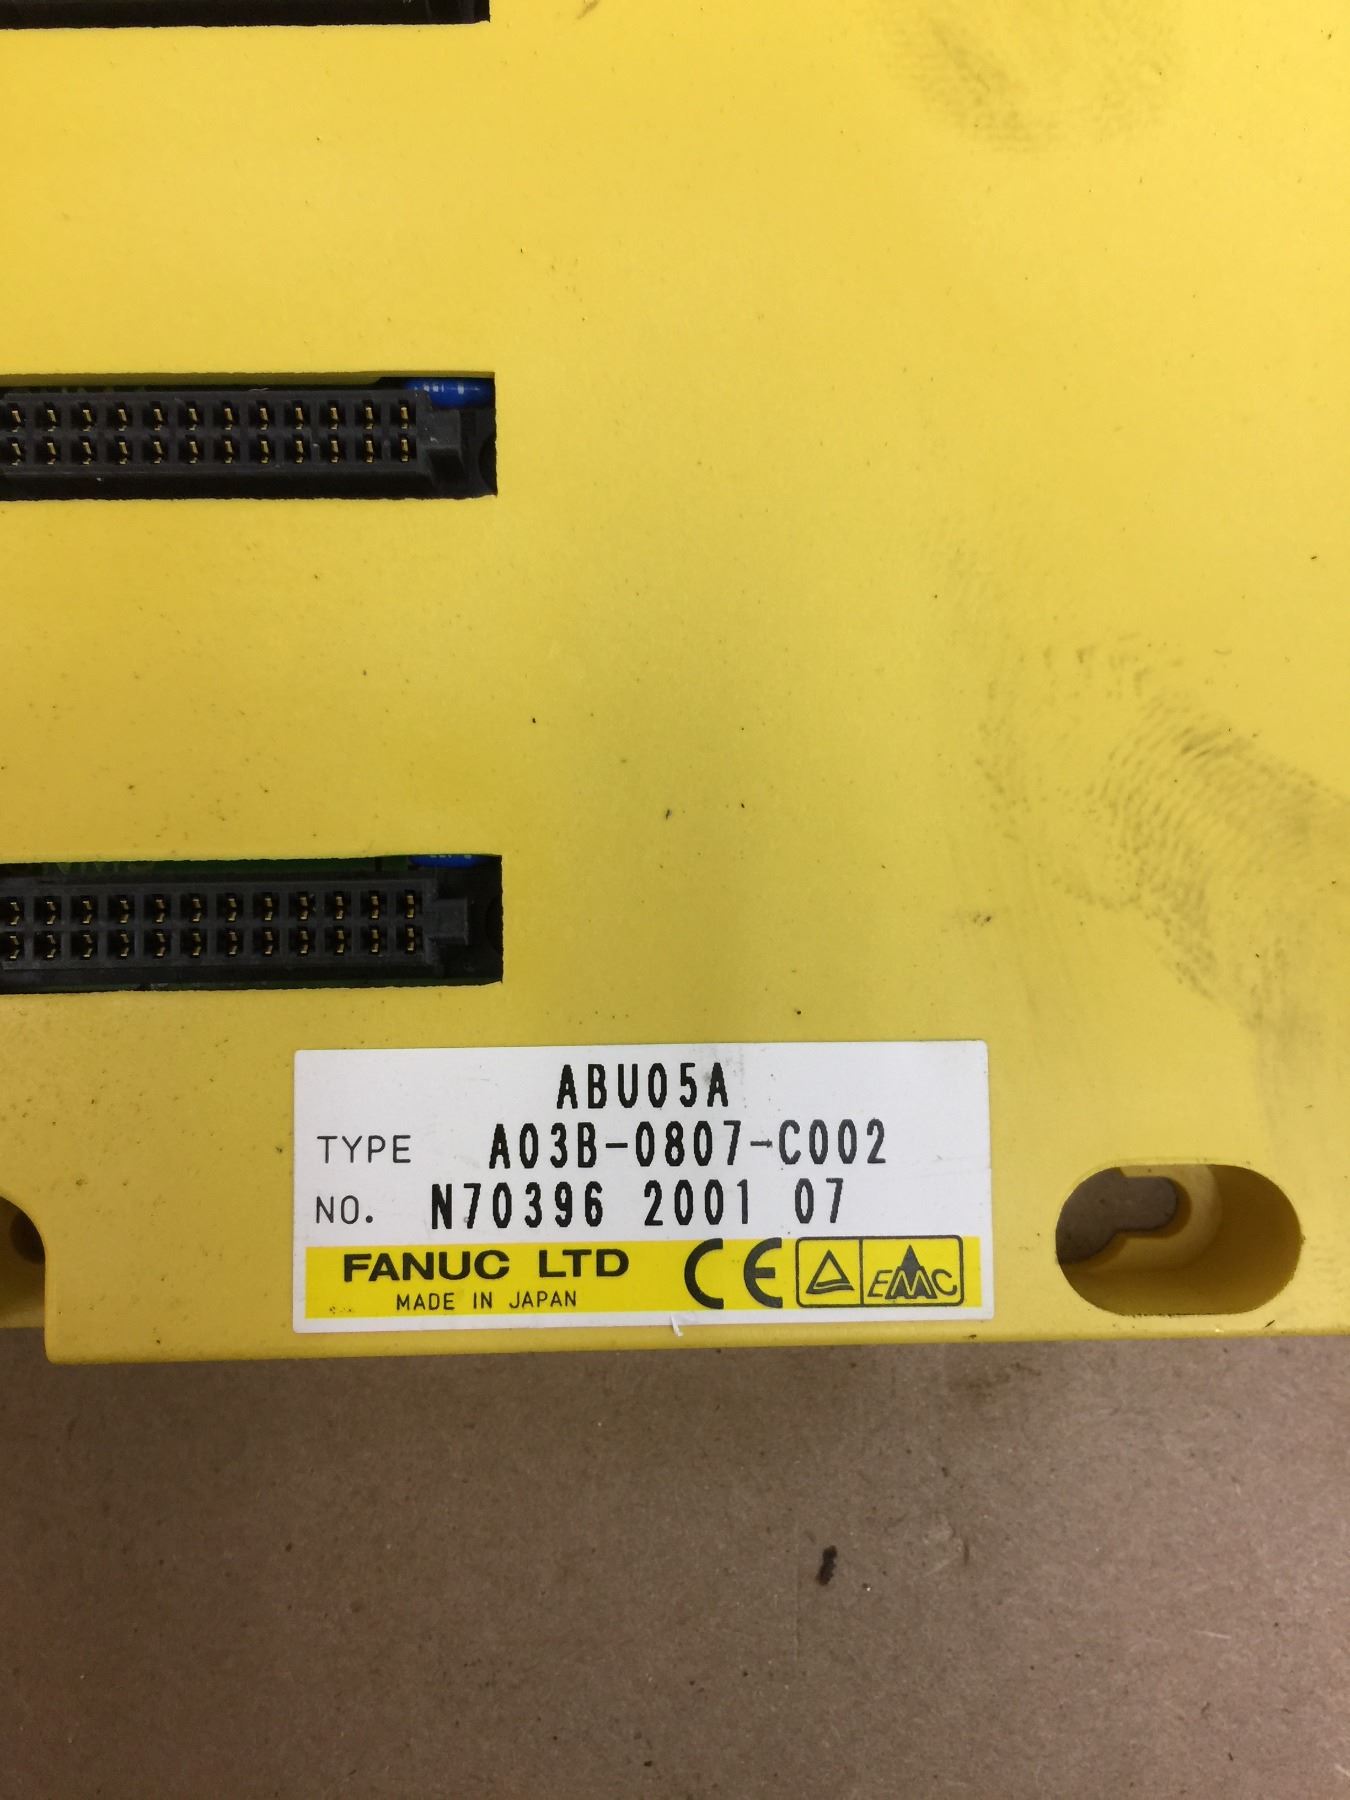 ABU05A
TYPE A03B-0807-C002
NO. N70396 2001 07
FANUC LTD CE EMC
MADE IN JAPAN